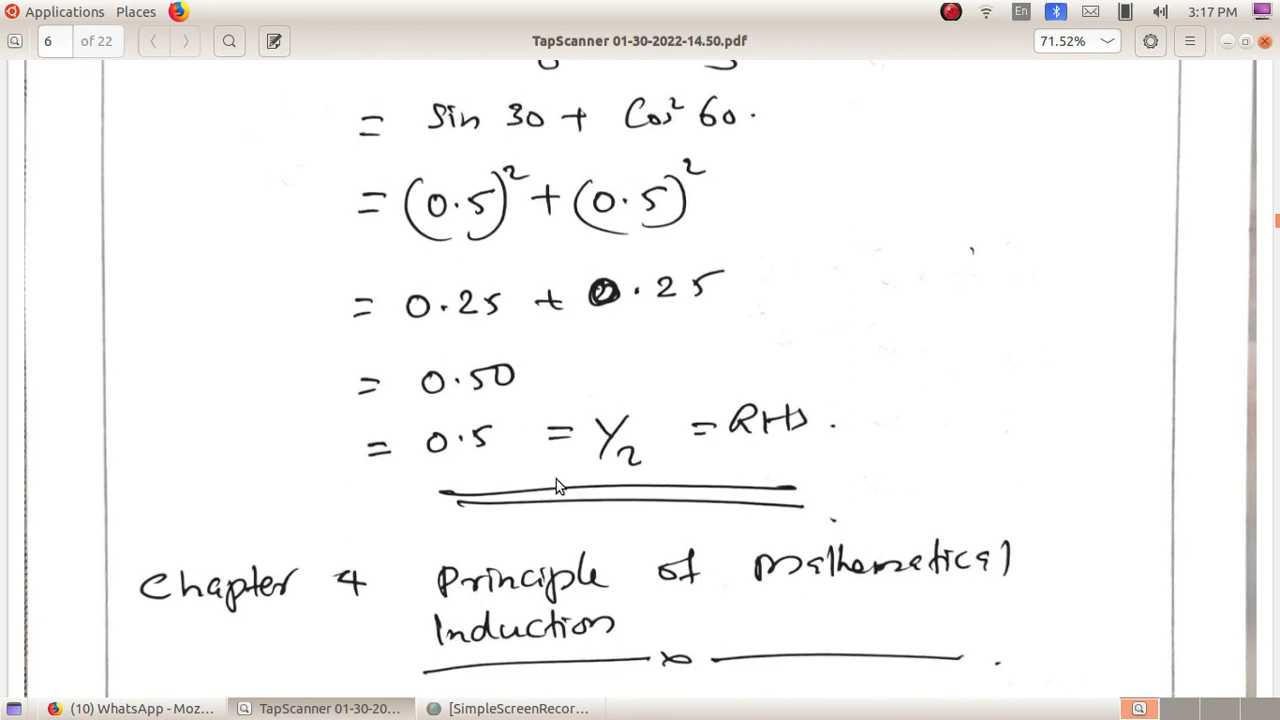 Applications Places En 3:17 PM
6 of 22 TapScanner 01-30-2022-14.50.pdf 71.52%
= Sin 30 + Cos² 60.
= (0.5)² + (0.5)²
= 0.25 + 0.25
= 0.50
= 0.5 = 1/2 = RHS.
Chapter 4 Principle of Mathematical
Induction
(10) WhatsApp - Moz... TapScanner 01-30-20... [SimpleScreenRecor...